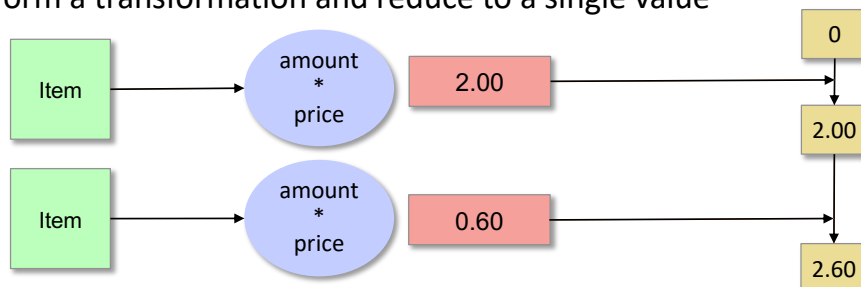 orm a transformation and reduce to a single value
0
Item
amount
*
price
2.00
2.00
Item
amount
*
price
0.60
2.60